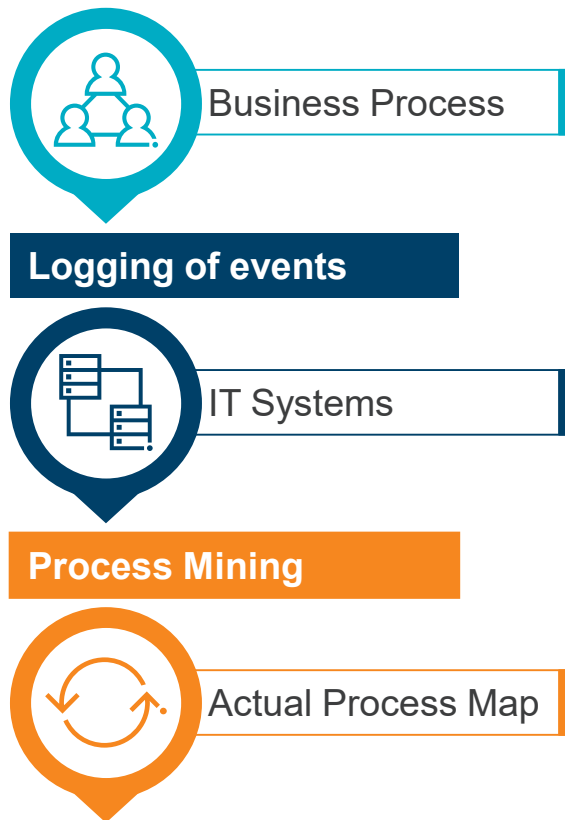 Business Process
Logging of events
IT Systems
Process Mining
Actual Process Map